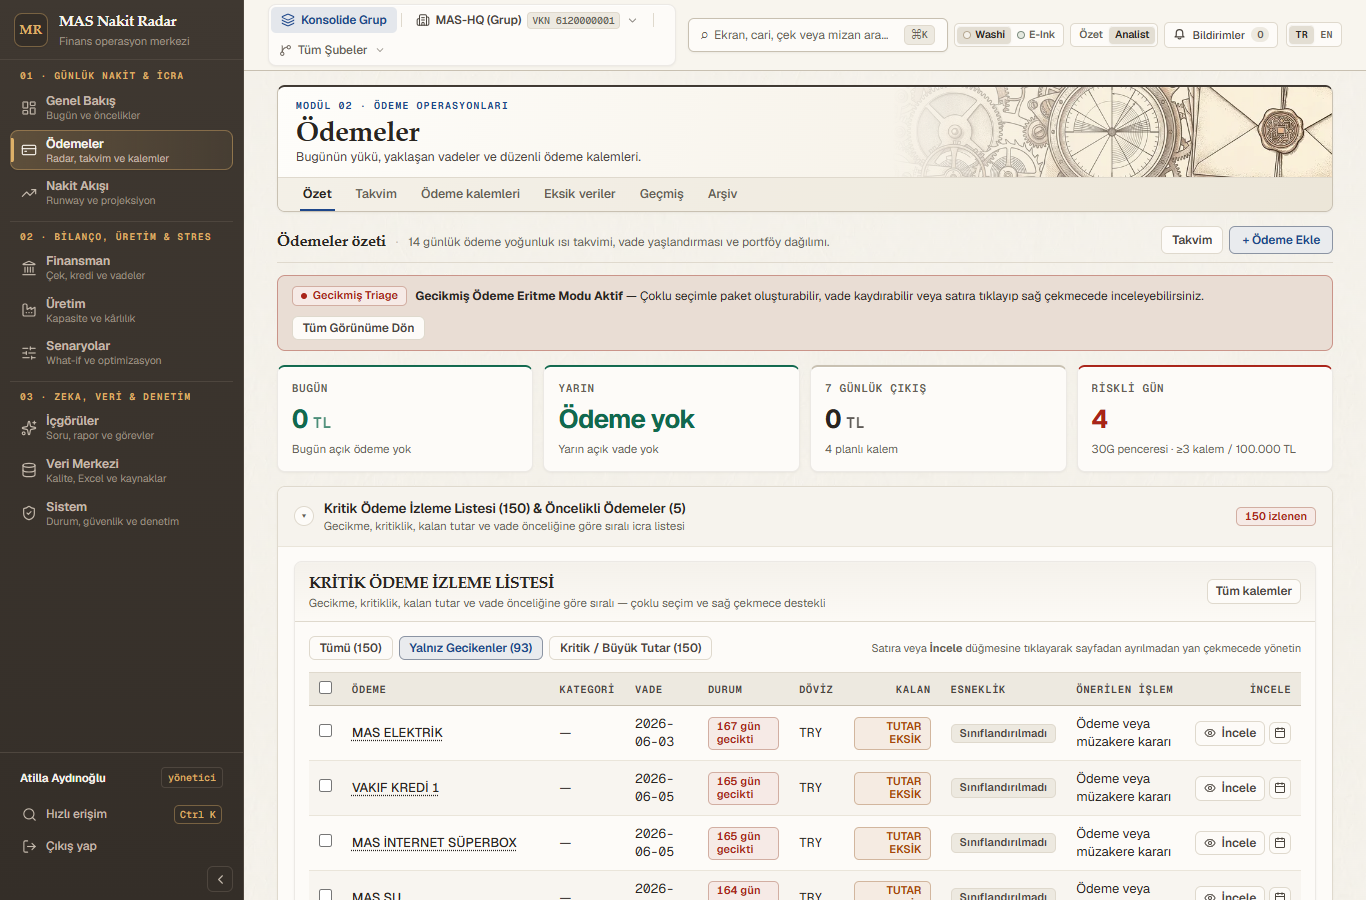 MR
MAS Nakit Radar
Finans operasyon merkezi
01 · GÜNLÜK NAKİT & İCRA
Genel Bakış
Bugün ve öncelikler
Ödemeler
Radar, takvim ve kalemler
Nakit Akışı
Runway ve projeksiyon
02 · BİLANÇO, ÜRETİM & STRES
Finansman
Çek, kredi ve vadeler
Üretim
Kapasite ve kârlılık
Senaryolar
What-if ve optimizasyon
03 · ZEKA, VERİ & DENETİM
İçgörüler
Soru, rapor ve görevler
Veri Merkezi
Kalite, Excel ve kaynaklar
Sistem
Durum, güvenlik ve denetim
Atilla Aydınoğlu
yönetici
Hızlı erişim
Ctrl K
Çıkış yap
Konsolide Grup
MAS-HQ (Grup) VKN 6120000001
Tüm Şubeler
Ekran, cari, çek veya mizan ara... ⌘K
Washi E-Ink
Özet Analist
Bildirimler 0
TR EN
MODÜL 02 · ÖDEME OPERASYONLARI
Ödemeler
Bugünün yükü, yaklaşan vadeler ve düzenli ödeme kalemleri.
Özet Takvim Ödeme kalemleri Eksik veriler Geçmiş Arşiv
Ödemeler özeti · 14 günlük ödeme yoğunluk ısı takvimi, vade yaşlandırması ve portföy dağılımı.
Takvim
+ Ödeme Ekle
Gecikmiş Triage Gecikmiş Ödeme Eritme Modu Aktif — Çoklu seçimle paket oluşturabilir, vade kaydırabilir veya satıra tıklayıp sağ çekmecede inceleyebilirsiniz.
Tüm Görünüme Dön
BUGÜN
0 TL
Bugün açık ödeme yok
YARIN
Ödeme yok
Yarın açık vade yok
7 GÜNLÜK ÇIKIŞ
0 TL
4 planlı kalem
RİSKLİ GÜN
4
30G penceresi · ≥3 kalem / 100.000 TL
Kritik Ödeme İzleme Listesi (150) & Öncelikli Ödemeler (5)
Gecikme, kritiklik, kalan tutar ve vade önceliğine göre sıralı icra listesi
150 izlenen
KRİTİK ÖDEME İZLEME LİSTESİ
Gecikme, kritiklik, kalan tutar ve vade önceliğine göre sıralı — çoklu seçim ve sağ çekmece destekli
Tüm kalemler
Tümü (150) Yalnız Gecikenler (93) Kritik / Büyük Tutar (150)
Satıra veya İncele düğmesine tıklayarak sayfadan ayrılmadan yan çekmecede yönetin
ÖDEME KATEGORİ VADE DURUM DÖVİZ KALAN ESNEKLİK ÖNERİLEN İŞLEM İNCELE
MAS ELEKTRİK — 2026-06-03 167 gün gecikti TRY TUTAR EKSİK Sınıflandırılmadı Ödeme veya müzakere kararı İncele
VAKIF KREDİ 1 — 2026-06-05 165 gün gecikti TRY TUTAR EKSİK Sınıflandırılmadı Ödeme veya müzakere kararı İncele
MAS İNTERNET SÜPERBOX — 2026-06-05 165 gün gecikti TRY TUTAR EKSİK Sınıflandırılmadı Ödeme veya müzakere kararı İncele
MAS SU — 2026- 164 gün TRY TUTAR Sınıflandırılmadı Ödeme veya İncele